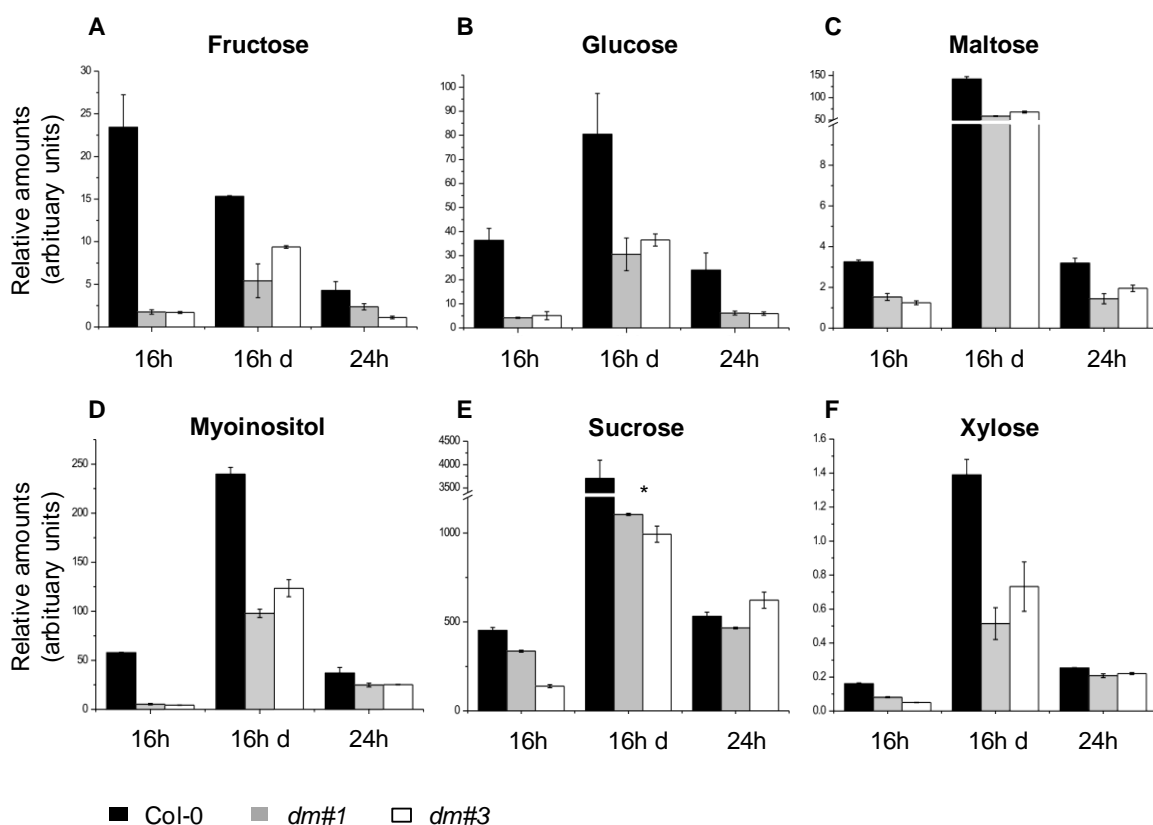 A
Fructose
B
Glucose
C
Maltose
Relative amounts
(arbituary units)
30
25
20
15
10
5
0
16h
16h d
24h
100
90
80
70
60
50
40
30
20
10
0
16h
16h d
24h
150
100
50
8
6
4
2
0
16h
16h d
24h
D
Myoinositol
E
Sucrose
F
Xylose
Relative amounts
(arbituary units)
250
200
150
100
50
0
16h
16h d
24h
4500
4000
3500
1000
500
0
*
16h
16h d
24h
1.6
1.4
1.2
1.0
0.8
0.6
0.4
0.2
0.0
16h
16h d
24h
Col-0 dm#1 dm#3